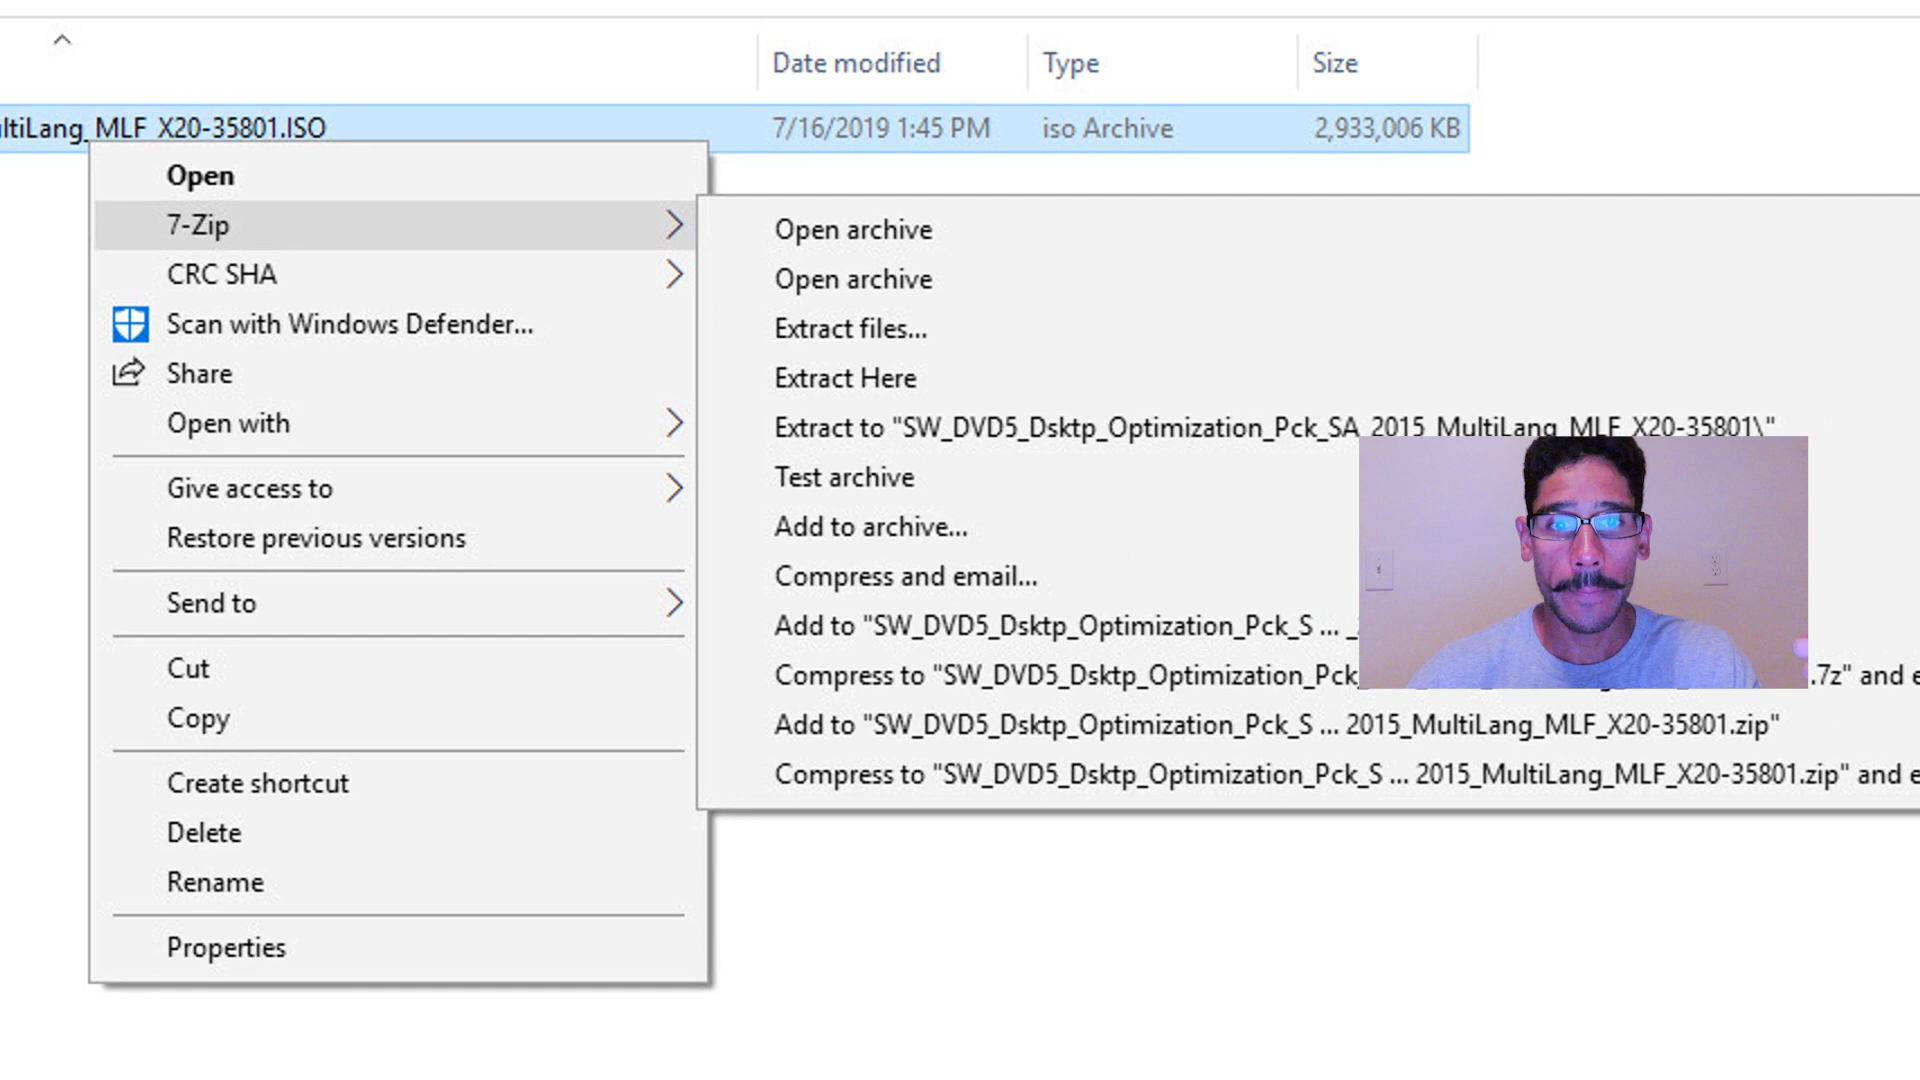 Date modified
Type
Size
ltiLang_MLF_X20-35801.ISO
7/16/2019 1:45 PM
iso Archive
2,933,006 KB
Open
7-Zip
CRC SHA
Scan with Windows Defender...
Share
Open with
Give access to
Restore previous versions
Send to
Cut
Copy
Create shortcut
Delete
Rename
Properties
Open archive
Open archive
Extract files...
Extract Here
Extract to "SW_DVD5_Dsktp_Optimization_Pck_SA_2015_MultiLang_MLF_X20-35801\"
Test archive
Add to archive...
Compress and email...
Add to "SW_DVD5_Dsktp_Optimization_Pck_S ...
Compress to "SW_DVD5_Dsktp_Optimization_Pck .7z" and
Add to "SW_DVD5_Dsktp_Optimization_Pck_S ... 2015_MultiLang_MLF_X20-35801.zip"
Compress to "SW_DVD5_Dsktp_Optimization_Pck_S ... 2015_MultiLang_MLF_X20-35801.zip" and